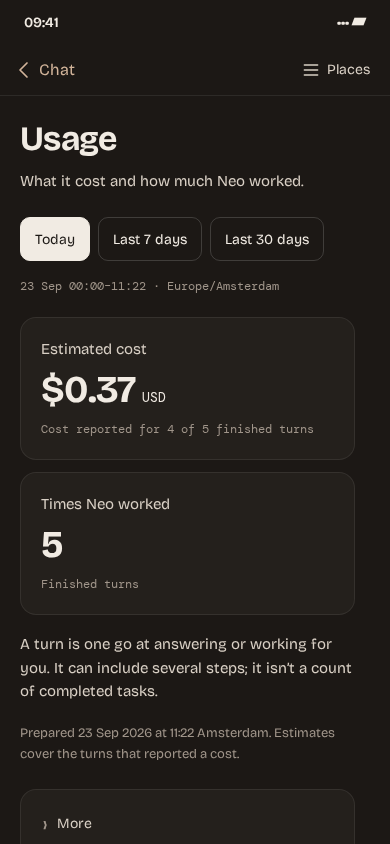 09:41
Chat
Places
Usage
What it cost and how much Neo worked.
Today
Last 7 days
Last 30 days
23 Sep 00:00–11:22 · Europe/Amsterdam
Estimated cost
$0.37 USD
Cost reported for 4 of 5 finished turns
Times Neo worked
5
Finished turns
A turn is one go at answering or working for
you. It can include several steps; it isn’t a count
of completed tasks.
Prepared 23 Sep 2026 at 11:22 Amsterdam. Estimates
cover the turns that reported a cost.
More